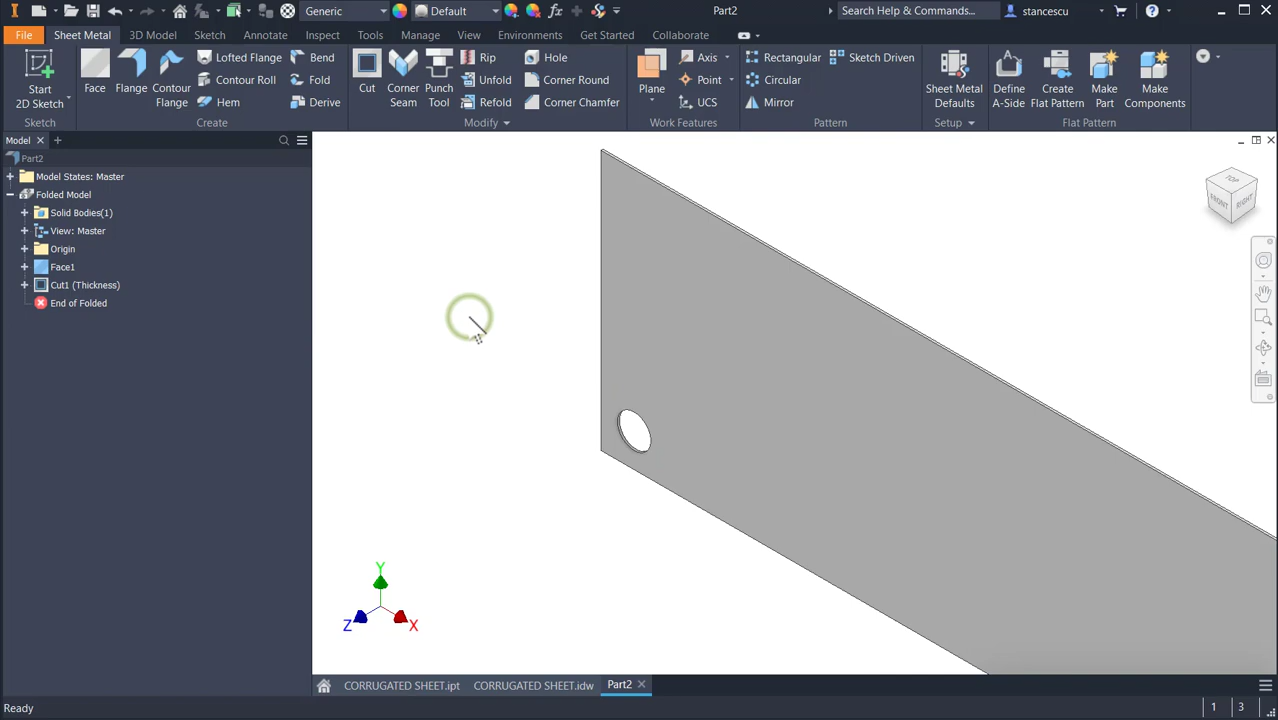 Generic
Default
Part2
Search Help & Commands...
stancescu
File
Sheet Metal
3D Model
Sketch
Annotate
Inspect
Tools
Manage
View
Environments
Get Started
Collaborate
Start
2D Sketch
Face
Flange
Contour
Flange
Lofted Flange
Contour Roll
Hem
Bend
Fold
Derive
Cut
Corner
Seam
Punch
Tool
Rip
Unfold
Refold
Hole
Corner Round
Corner Chamfer
Plane
Axis
Point
UCS
Rectangular
Circular
Mirror
Sketch Driven
Sheet Metal
Defaults
Define
A-Side
Create
Flat Pattern
Make
Part
Make
Components
Sketch
Create
Modify
Work Features
Pattern
Setup
Flat Pattern
Model
Part2
Model States: Master
Folded Model
Solid Bodies(1)
View: Master
Origin
Face1
Cut1 (Thickness)
End of Folded
TOP
FRONT
RIGHT
Y
Z
X
CORRUGATED SHEET.ipt
CORRUGATED SHEET.idw
Part2
Ready
1
3